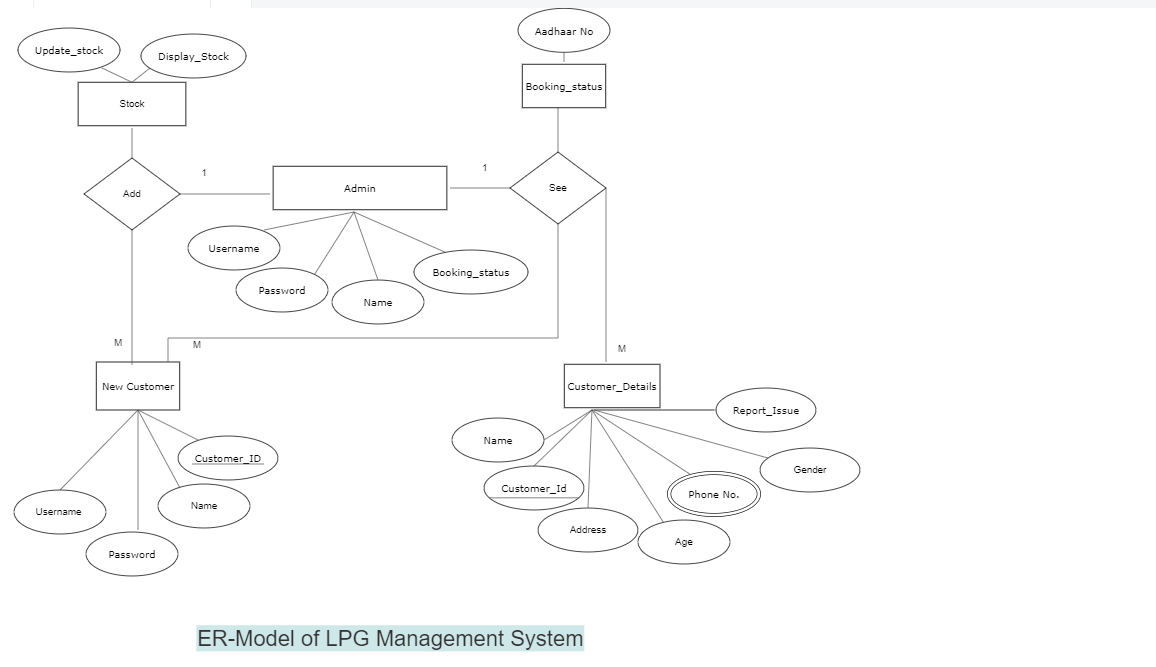 Aadhaar No
Update_stock
Display_Stock
Booking_status
Stock
1
1
Add
Admin
See
Username
Booking_status
Password
Name
M
M
M
New Customer
Customer_Details
Report_Issue
Name
Customer_ID
Gender
Customer_Id
Phone No.
Name
Username
Address
Age
Password
ER-Model of LPG Management System